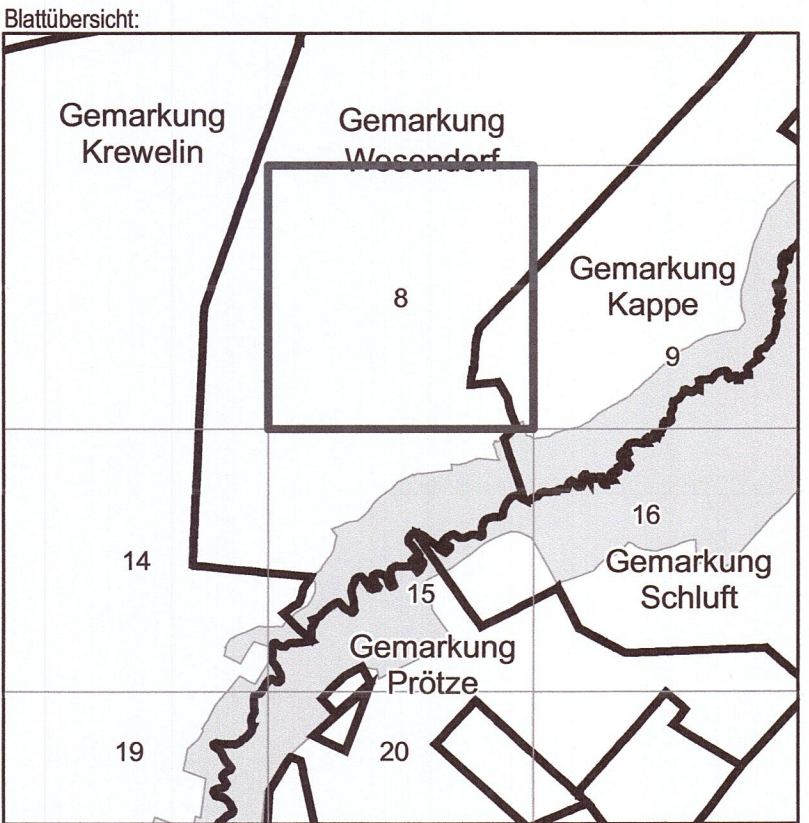 Blattübersicht:
Gemarkung
Krewelin
Gemarkung
Wesendorf
Gemarkung
Kappe
8
9
16
14
Gemarkung
Schluft
15
Gemarkung
Prötze
19
20